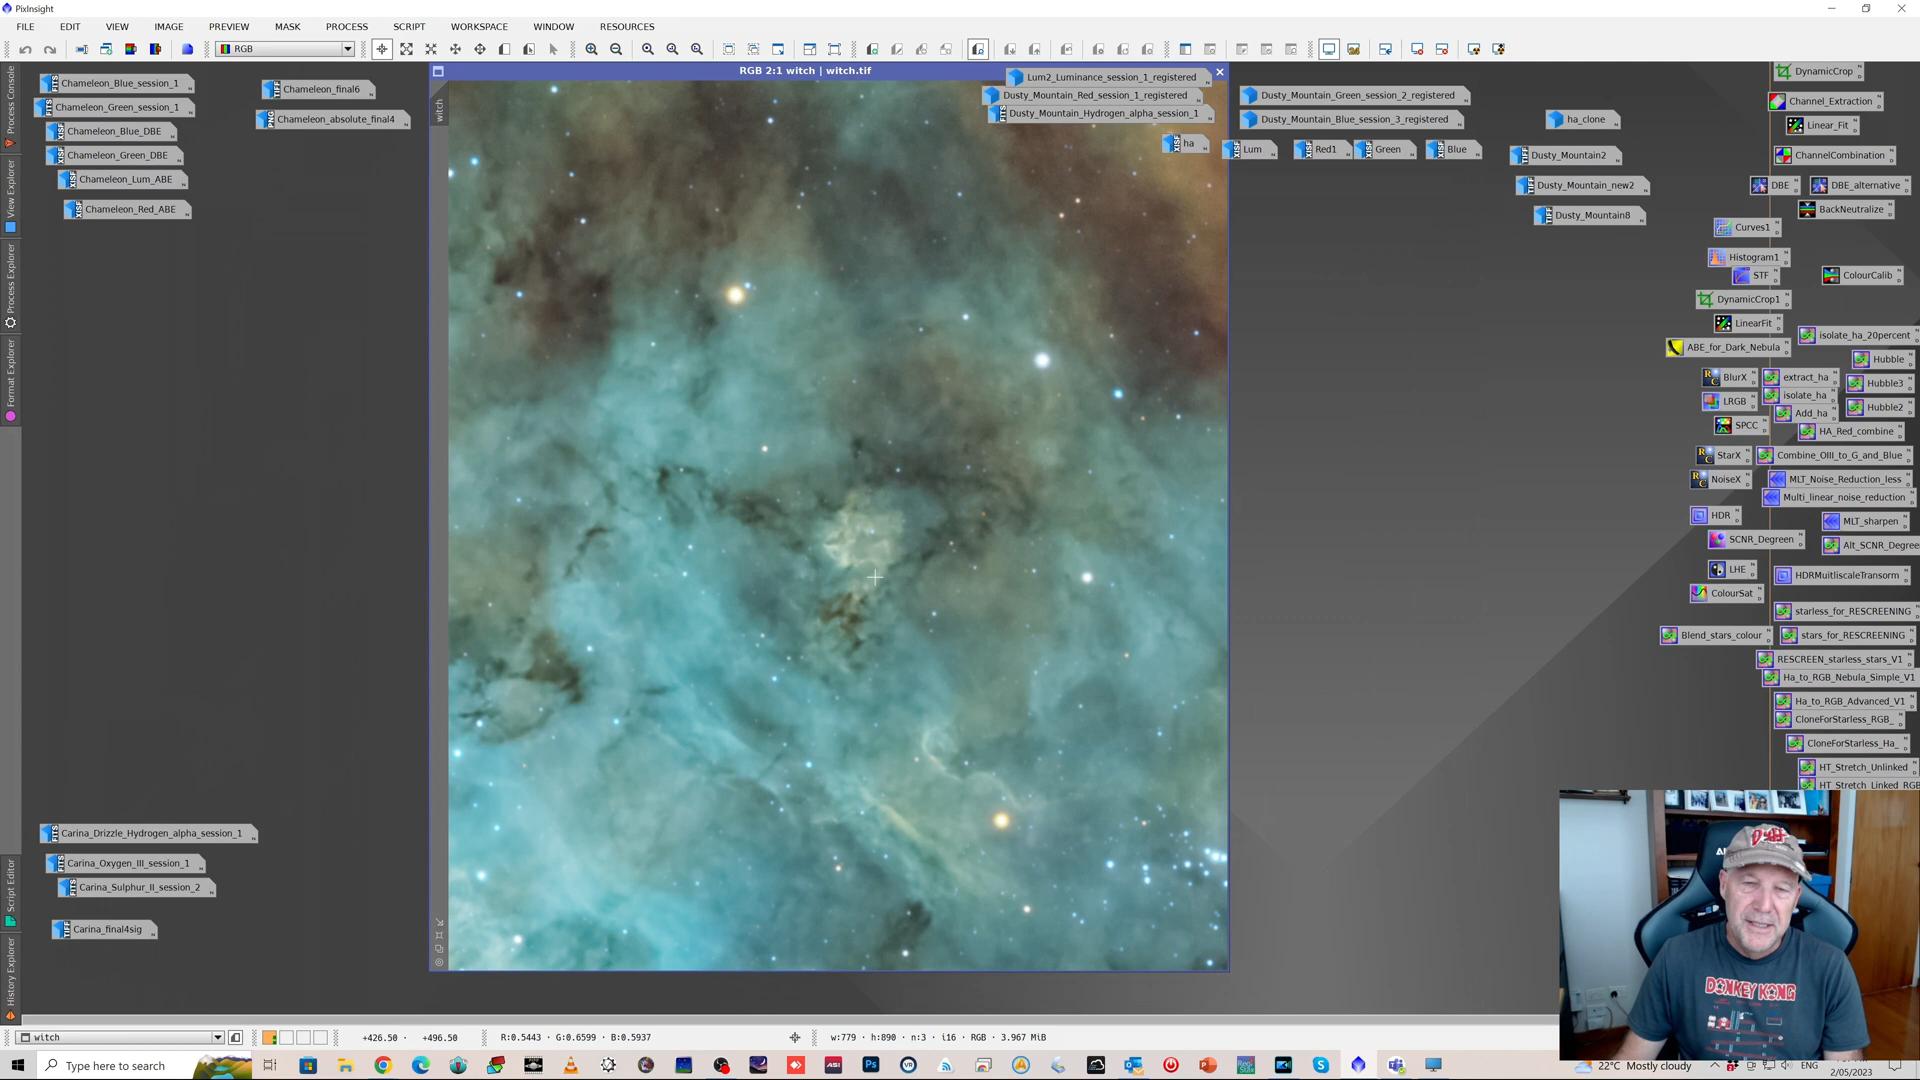 PixInsight
FILE EDIT VIEW IMAGE PREVIEW MASK PROCESS SCRIPT WORKSPACE WINDOW RESOURCES
RGB
RGB 2:1 witch | witch.tif
witch
Process Console
View Explorer
Process Explorer
Format Explorer
Script Editor
History Explorer
Chameleon_Blue_session_1
Chameleon_Green_session_1
Chameleon_Blue_DBE
Chameleon_Green_DBE
Chameleon_Lum_ABE
Chameleon_Red_ABE
Chameleon_final6
Chameleon_absolute_final4
Lum2_Luminance_session_1_registered
Dusty_Mountain_Red_session_1_registered
Dusty_Mountain_Hydrogen_alpha_session_1
Dusty_Mountain_Green_session_2_registered
Dusty_Mountain_Blue_session_3_registered
ha Lum Red1 Green Blue
ha_clone
Dusty_Mountain2
Dusty_Mountain_new2
Dusty_Mountain8
DynamicCrop
Channel_Extraction
Linear_Fit
ChannelCombination
DBE DBE_alternative
BackNeutralize
Curves1
Histogram1
STF ColourCalib
DynamicCrop1
LinearFit
isolate_ha_20percent
ABE_for_Dark_Nebula
Hubble
BlurX extract_ha Hubble3
LRGB isolate_ha
Add_ha Hubble2
SPCC HA_Red_combine
StarX Combine_OIII_to_G_and_Blue
NoiseX MLT_Noise_Reduction_less
Multi_linear_noise_reduction
HDR MLT_sharpen
SCNR_Degreen Alt_SCNR_Degree
LHE HDRMuitliscaleTransorm
ColourSat
starless_for_RESCREENING
Blend_stars_colour stars_for_RESCREENING
RESCREEN_starless_stars_V1
Ha_to_RGB_Nebula_Simple_V1
Ha_to_RGB_Advanced_V1
CloneForStarless_RGB_
CloneForStarless_Ha_
HT_Stretch_Unlinked
HT_Stretch_Linked_RGB
Carina_Drizzle_Hydrogen_alpha_session_1
Carina_Oxygen_III_session_1
Carina_Sulphur_II_session_2
Carina_final4sig
DONKEY KONG
witch
+426.50 · +496.50
R:0.5443 · G:0.6599 · B:0.5937
w:779 · h:890 · n:3 · i16 · RGB · 3.967 MiB
Type here to search
22°C Mostly cloudy
ENG
2/05/2023